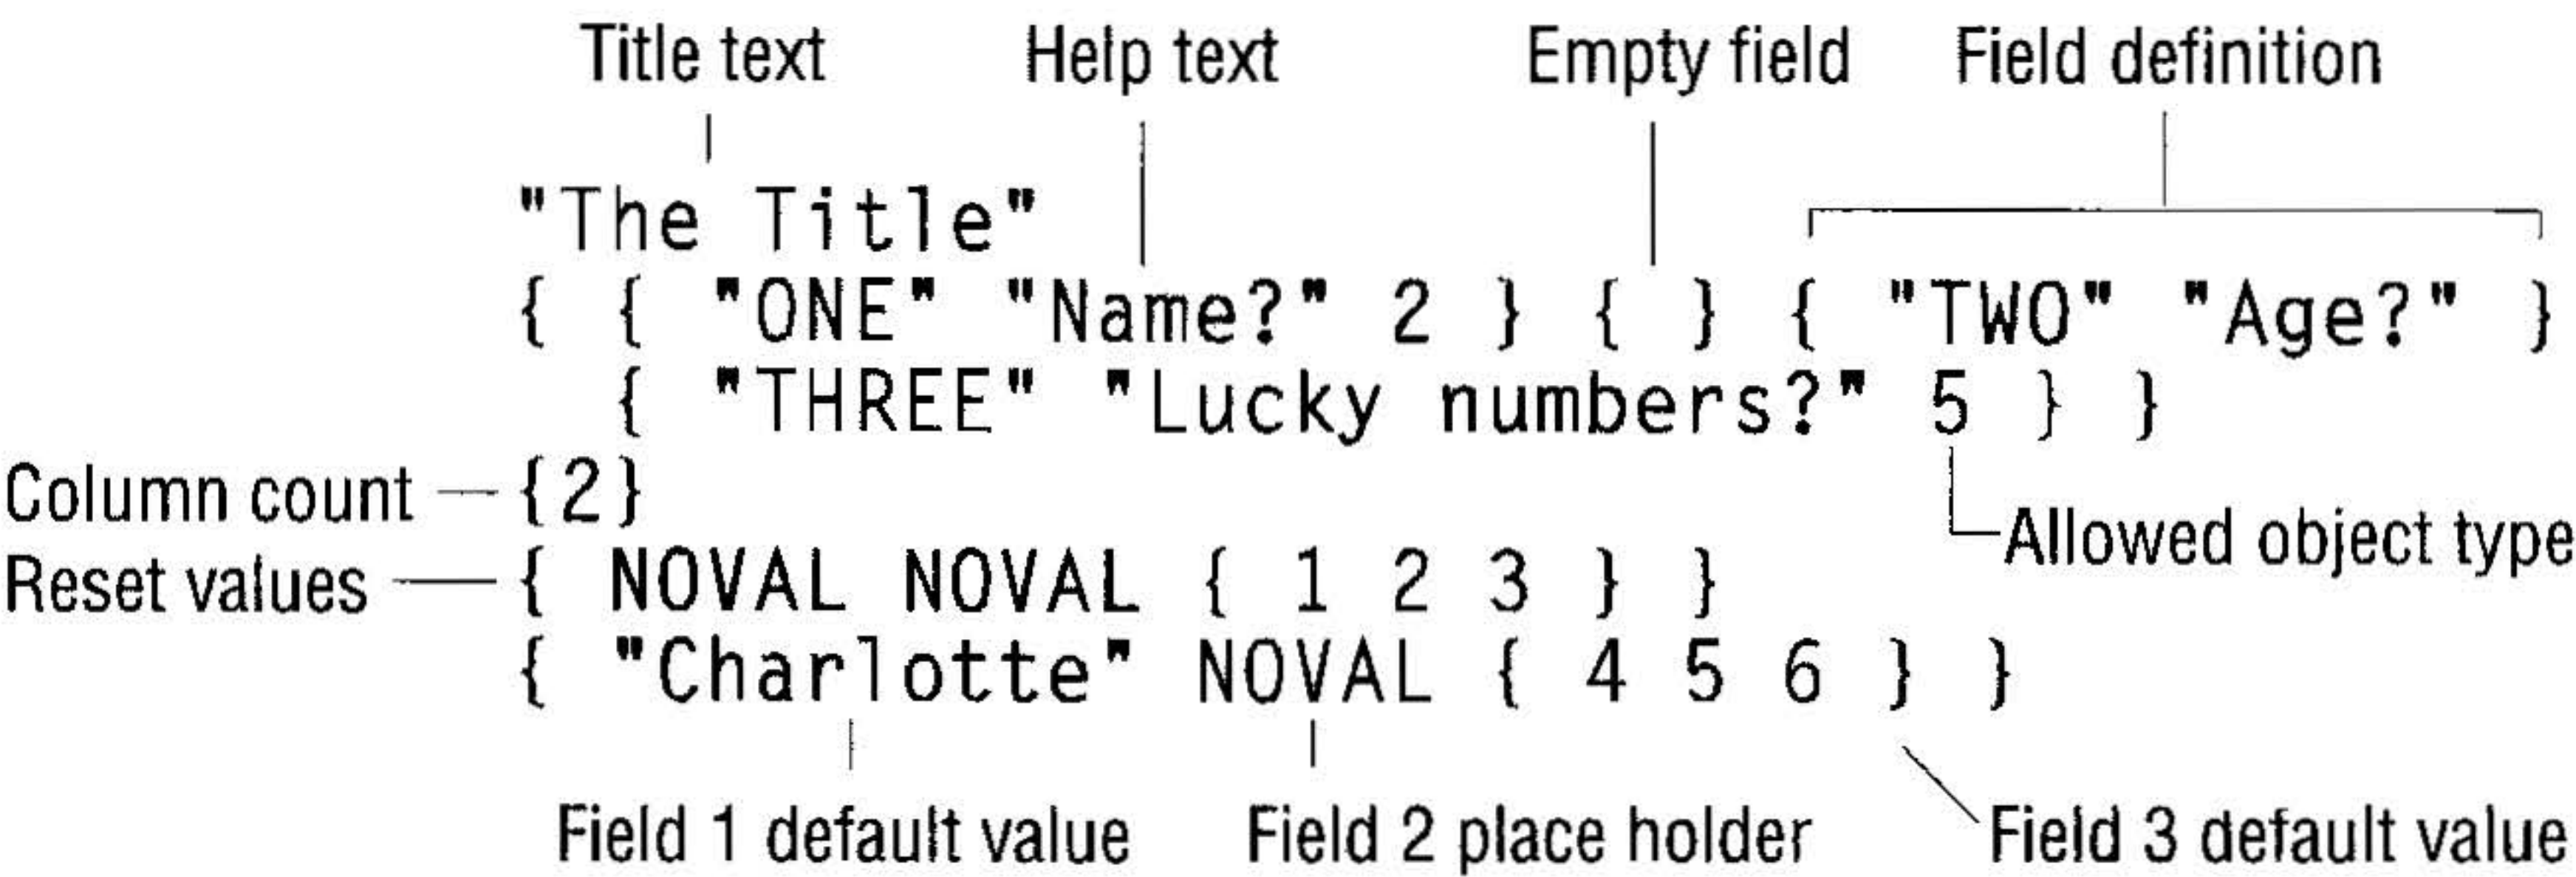 Title text Help text Empty field Field definition
"The Title"
{ { "ONE" "Name?" 2 } { } { "TWO" "Age?" }
{ "THREE" "Lucky numbers?" 5 } }
Column count {2}
Allowed object type
Reset values { NOVAL NOVAL { 1 2 3 } }
{ "Charlotte" NOVAL { 4 5 6 } }
Field 1 default value Field 2 place holder Field 3 default value